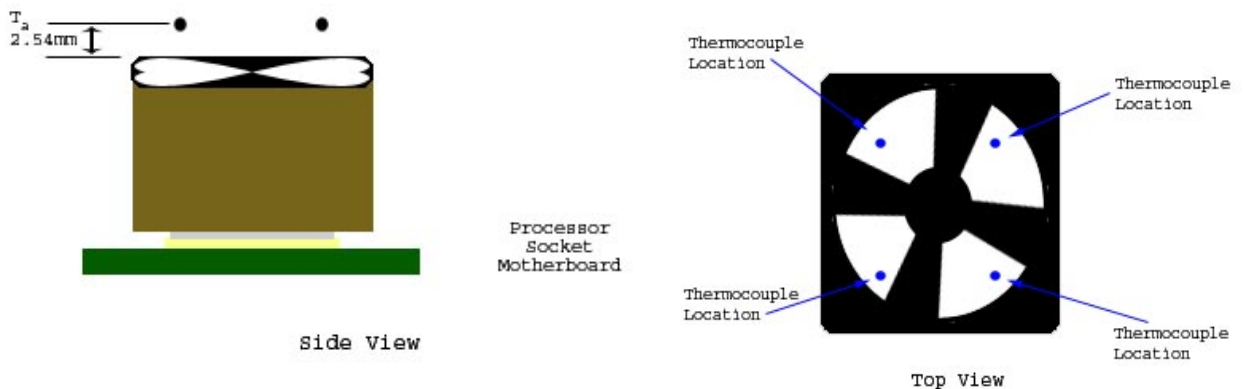 Ta
2.54mm
Processor
Socket
Motherboard
Side View
Thermocouple
Location
Thermocouple
Location
Thermocouple
Location
Thermocouple
Location
Top View